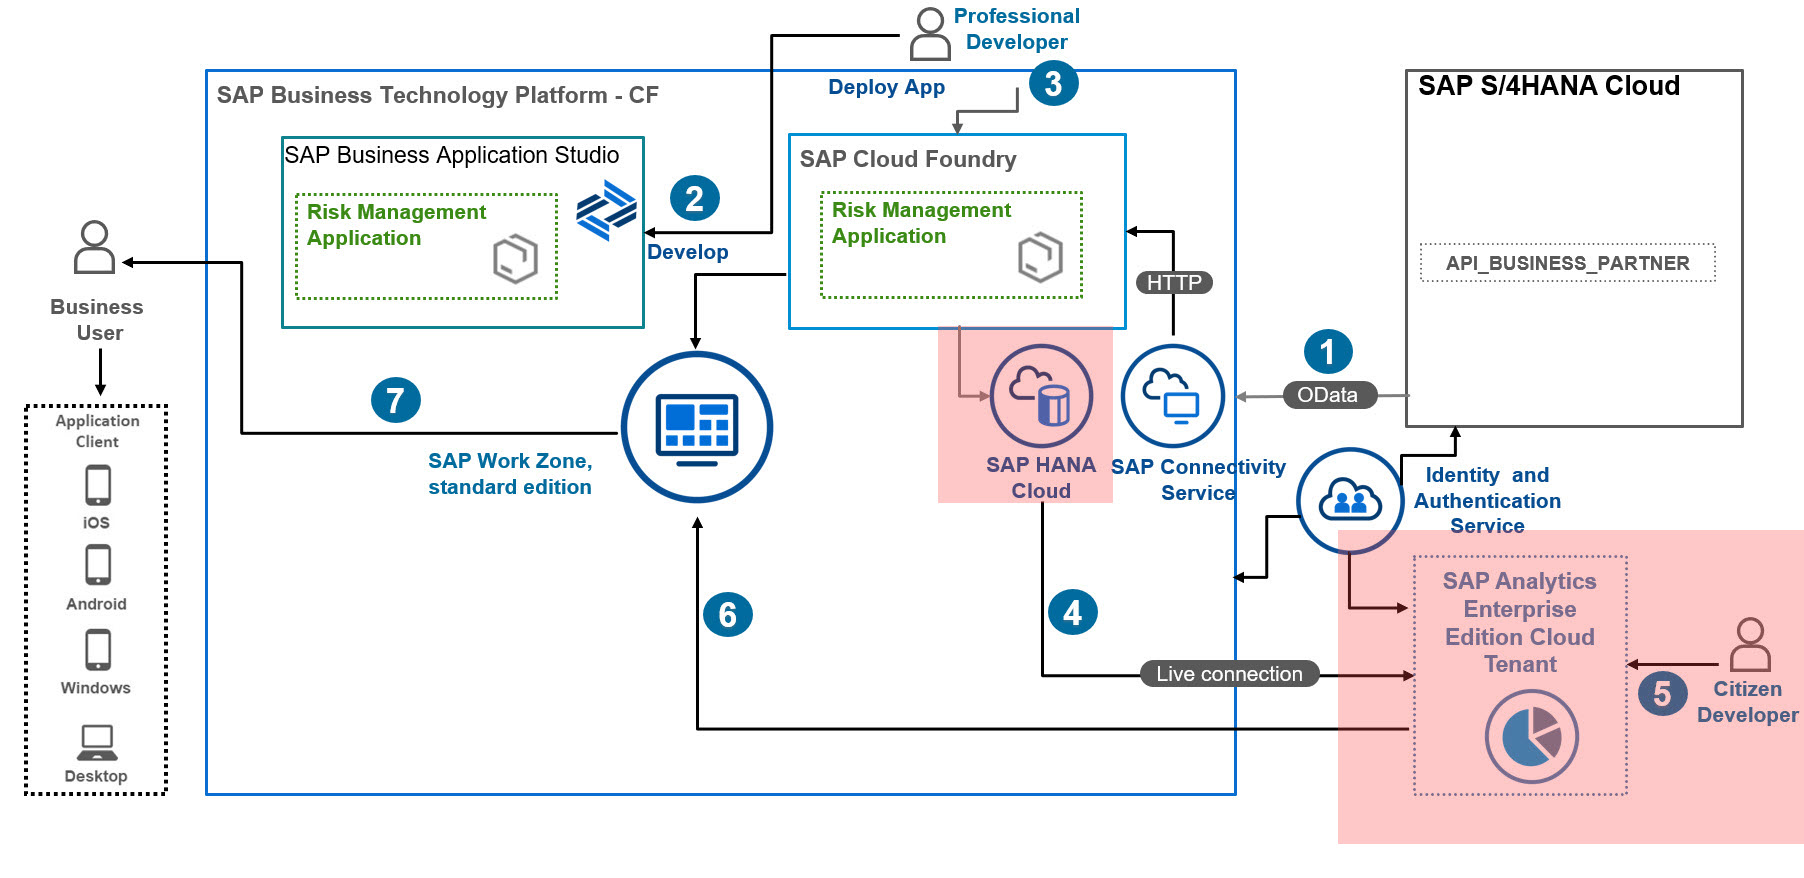 Professional
Developer
Deploy App
3
SAP Business Technology Platform - CF
SAP S/4HANA Cloud
SAP Business Application Studio
SAP Cloud Foundry
Risk Management
Application
2
Develop
Risk Management
Application
API_BUSINESS_PARTNER
HTTP
Business
User
1
OData
7
Application
Client
iOS
Android
Windows
Desktop
SAP Work Zone,
standard edition
SAP HANA
Cloud
SAP Connectivity
Service
Identity and
Authentication
Service
6
4
Live connection
SAP Analytics
Enterprise
Edition Cloud
Tenant
5
Citizen
Developer